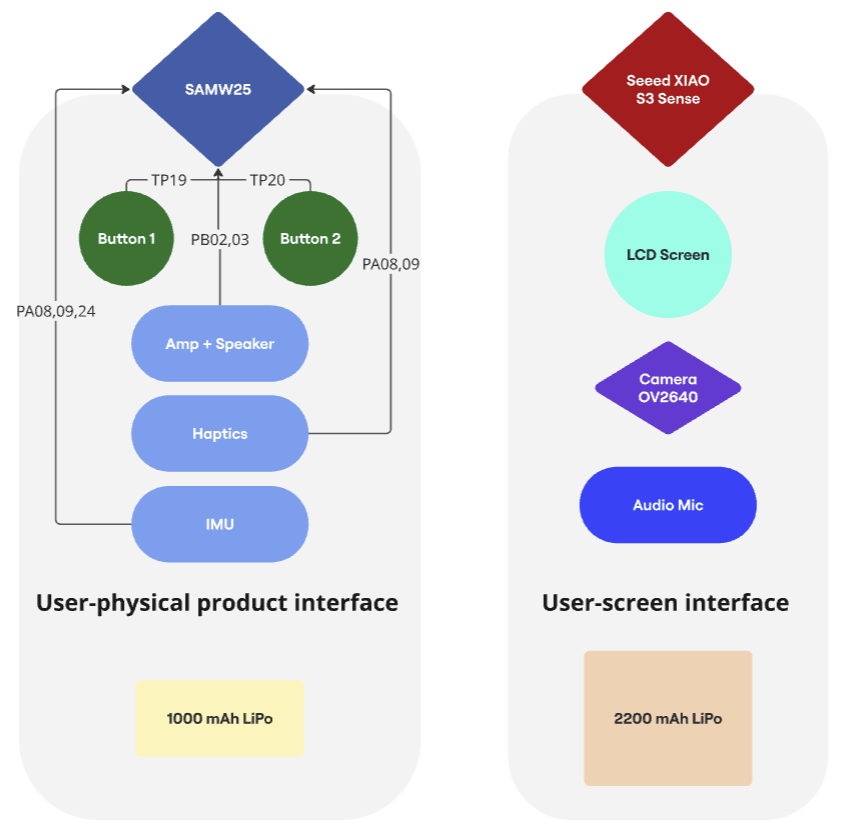 SAMW25
TP19
TP20
Button 1
PB02,03
Button 2
PA08,09
PA08,09,24
Amp + Speaker
Haptics
IMU
User-physical product interface
1000 mAh LiPo
Seeed XIAO
S3 Sense
LCD Screen
Camera
OV2640
Audio Mic
User-screen interface
2200 mAh LiPo